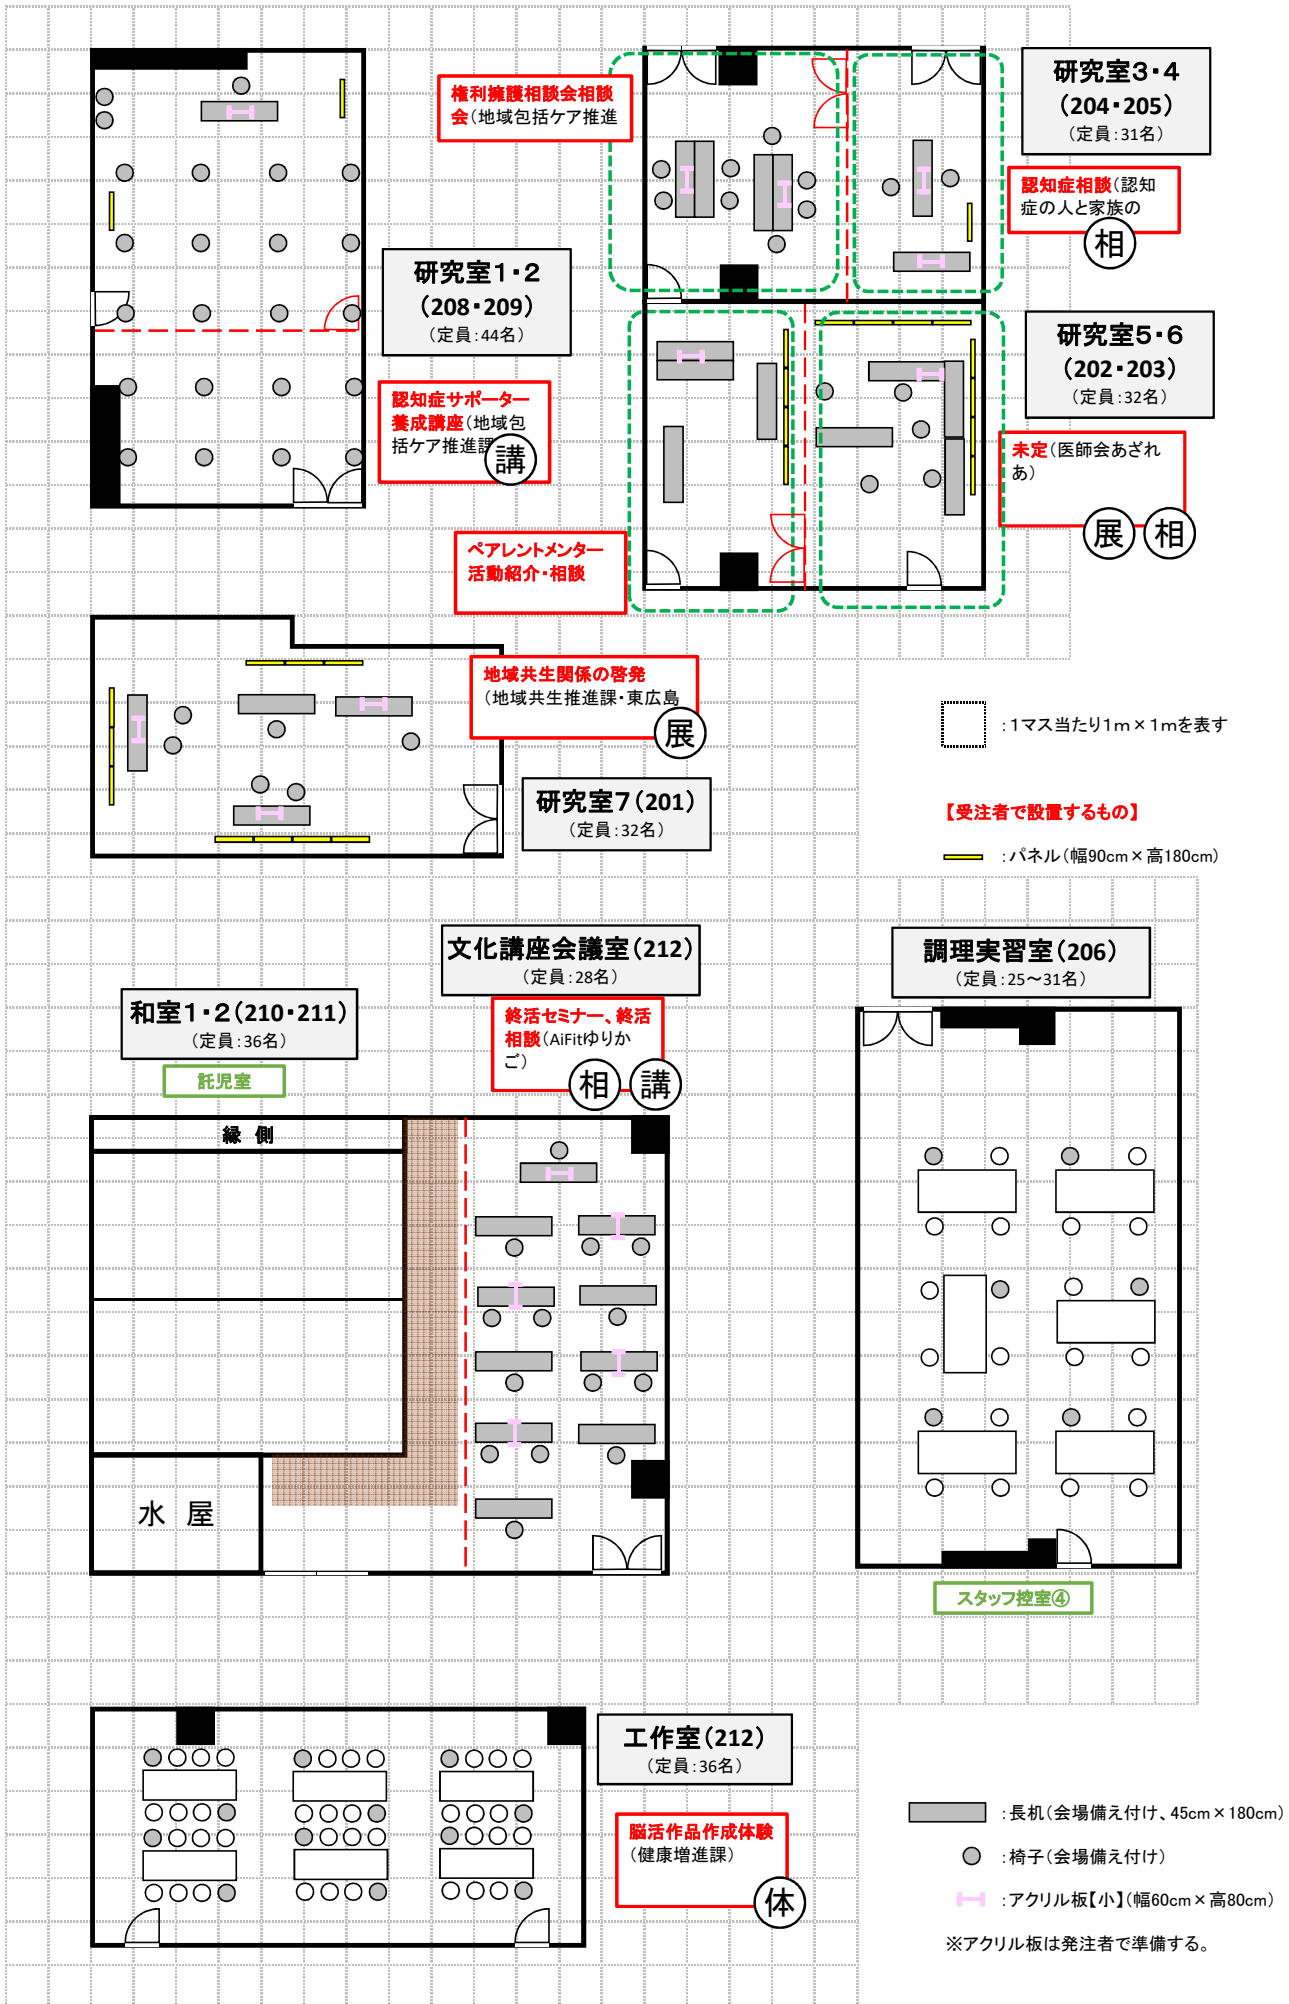 権利擁護相談会相談
会(地域包括ケア推進
研究室3・4
(204・205)
(定員:31名)
認知症相談(認知
症の人と家族の
相
研究室1・2
(208・209)
(定員:44名)
認知症サポーター
養成講座(地域包
括ケア推進課
講
研究室5・6
(202・203)
(定員:32名)
未定(医師会あざれ
あ)
展 相
ペアレントメンター
活動紹介・相談
地域共生関係の啓発
(地域共生推進課・東広島
展
研究室7(201)
(定員:32名)
:1マス当たり1m×1mを表す
【受注者で設置するもの】
:パネル(幅90cm×高180cm)
文化講座会議室(212)
(定員:28名)
終活セミナー、終活
相談(AiFitゆりか
ご)
相 講
調理実習室(206)
(定員:25~31名)
和室1・2(210・211)
(定員:36名)
託児室
縁 側
水 屋
スタッフ控室④
工作室(212)
(定員:36名)
脳活作品作成体験
(健康増進課)
体
:長机(会場備え付け、45cm×180cm)
:椅子(会場備え付け)
:アクリル板【小】(幅60cm×高80cm)
※アクリル板は発注者で準備する。